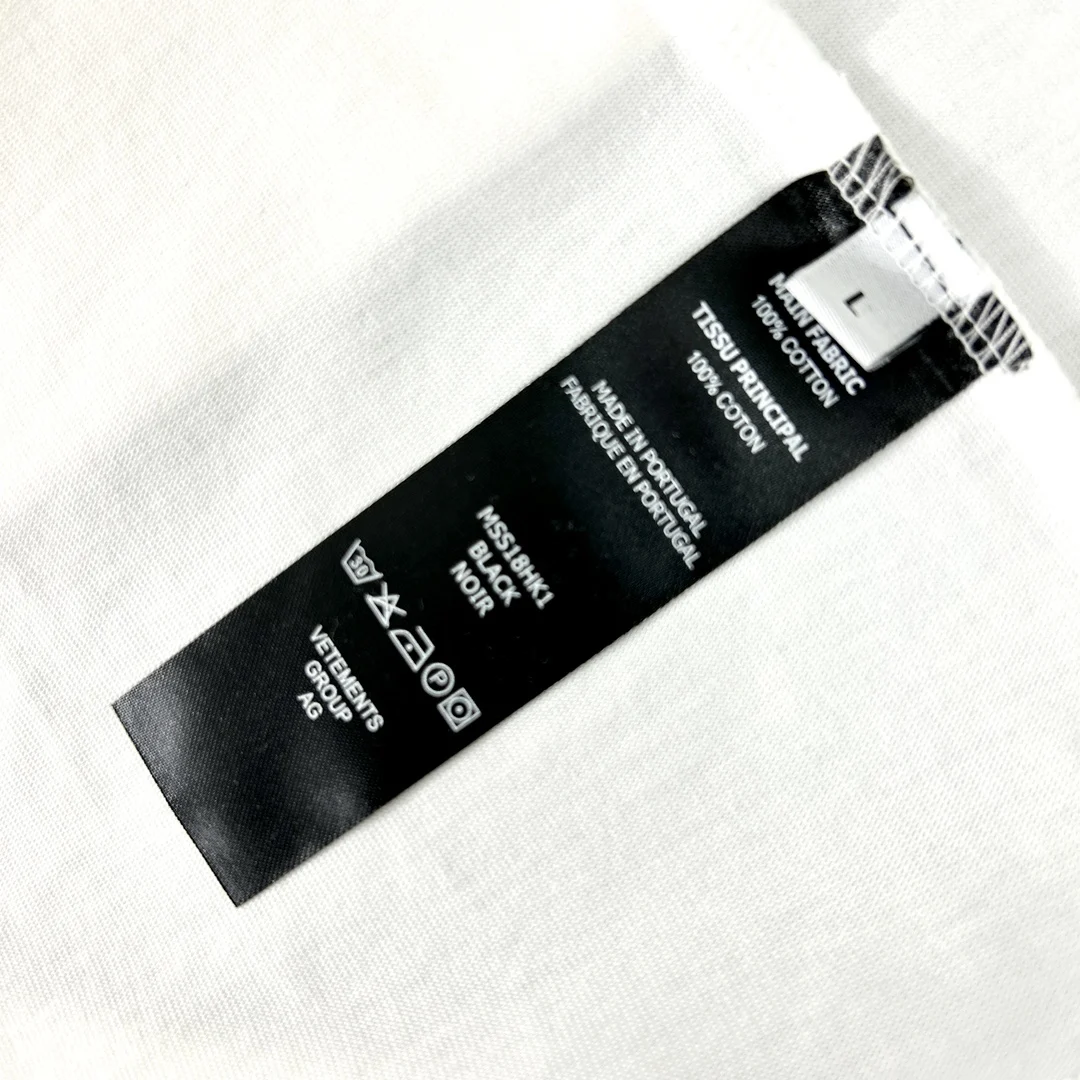 L
MAIN FABRIC
100% COTTON
TISSU PRINCIPAL
100% COTON
MADE IN PORTUGAL
FABRIQUE EN PORTUGAL
MSS18HK1
BLACK
NOIR
30
P
VETEMENTS
GROUP
AG